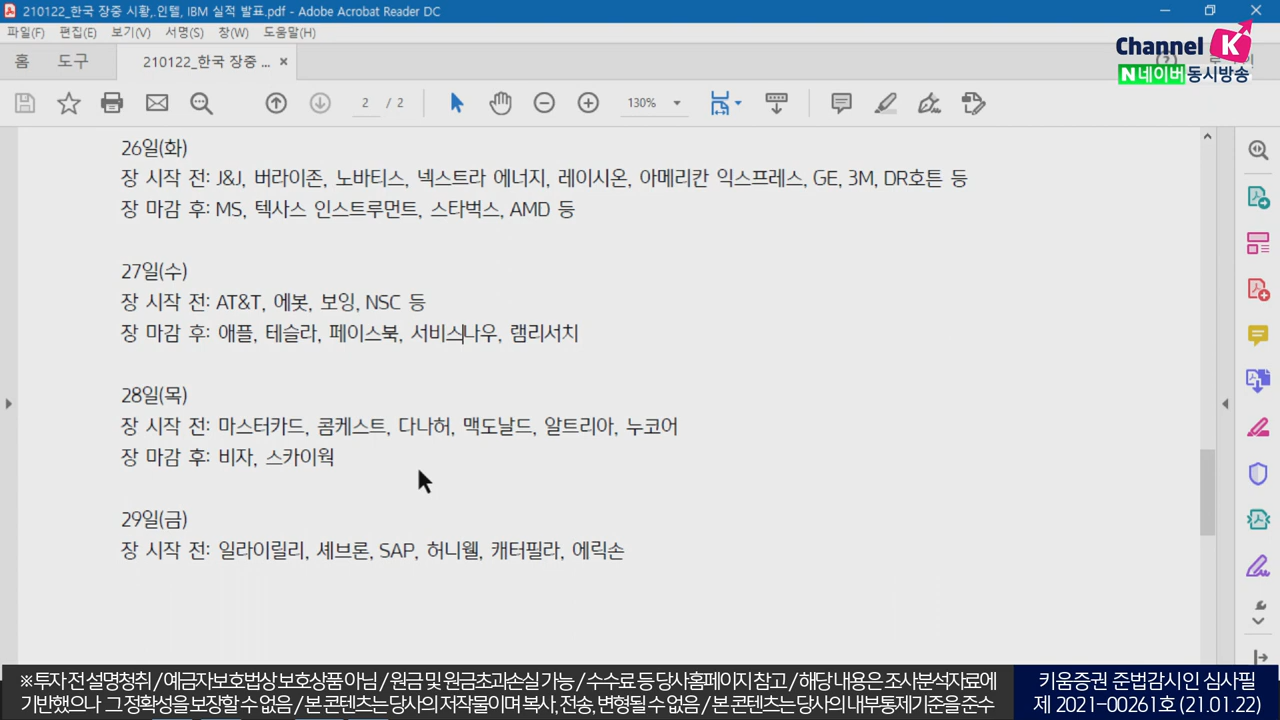 210122_한국 장중 시황,.인텔, IBM 실적 발표.pdf - Adobe Acrobat Reader DC
파일(F) 편집(E) 보기(V) 서명(S) 창(W) 도움말(H)
Channel K
N 네이버 동시방송
홈 도구 210122_한국 장중 ... ×
2 / 2 130%
26일(화)
장 시작 전: J&J, 버라이존, 노바티스, 넥스트라 에너지, 레이시온, 아메리칸 익스프레스, GE, 3M, DR호튼 등
장 마감 후: MS, 텍사스 인스트루먼트, 스타벅스, AMD 등
27일(수)
장 시작 전: AT&T, 에봇, 보잉, NSC 등
장 마감 후: 애플, 테슬라, 페이스북, 서비싀나우, 램리서치
28일(목)
장 시작 전: 마스터카드, 콤케스트, 다나허, 맥도날드, 알트리아, 누코어
장 마감 후: 비자, 스카이웍
29일(금)
장 시작 전: 일라이릴리, 셰브론, SAP, 허니웰, 캐터필라, 에릭손
※ 투자 전 설명청취 / 예금자보호법상 보호상품 아님 / 원금 및 원금초과손실 가능 / 수수료 등 당사홈페이지 참고 / 해당 내용은 조사분석자료에
기반했으나 그 정확성을 보장할 수 없음 / 본 콘텐츠는 당사의 저작물이며 복사, 전송, 변형될 수 없음 / 본 콘텐츠는 당사의 내부통제기준을 준수
키움증권 준법감시인 심사필
제 2021-00261호 (21.01.22)